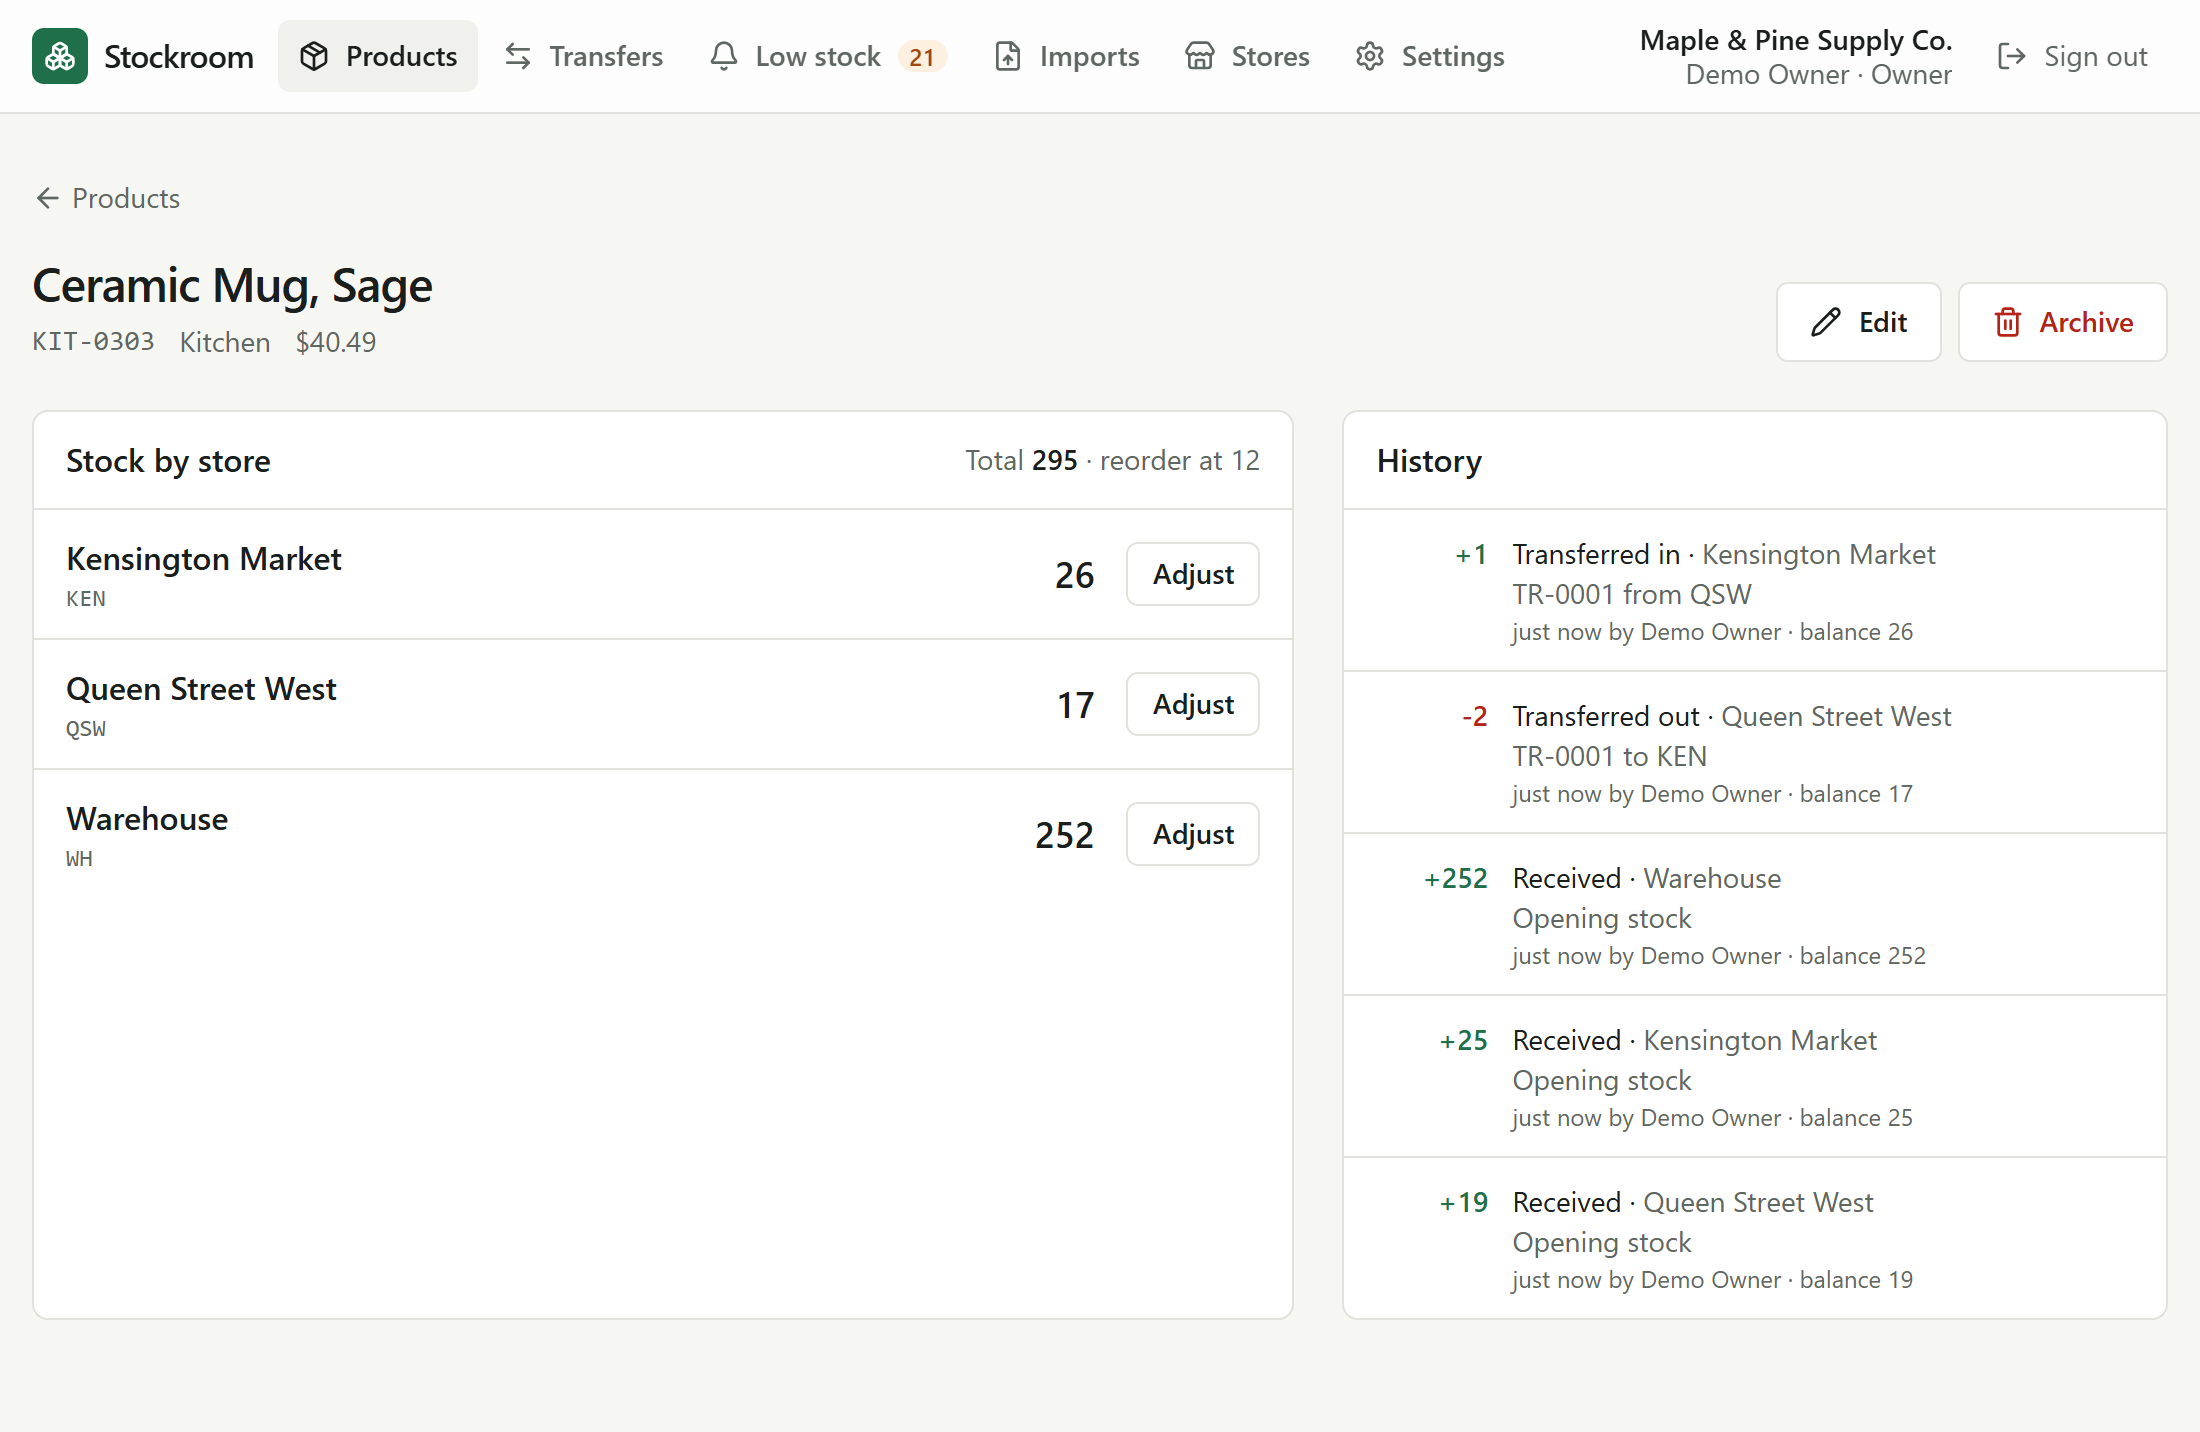 Stockroom
Products
Transfers
Low stock 21
Imports
Stores
Settings
Maple & Pine Supply Co.
Demo Owner · Owner
Sign out
Products
Ceramic Mug, Sage
KIT-0303 Kitchen $40.49
Edit
Archive
Stock by store
Total 295 · reorder at 12
Kensington Market
KEN
26
Adjust
Queen Street West
QSW
17
Adjust
Warehouse
WH
252
Adjust
History
+1 Transferred in · Kensington Market
TR-0001 from QSW
just now by Demo Owner · balance 26
-2 Transferred out · Queen Street West
TR-0001 to KEN
just now by Demo Owner · balance 17
+252 Received · Warehouse
Opening stock
just now by Demo Owner · balance 252
+25 Received · Kensington Market
Opening stock
just now by Demo Owner · balance 25
+19 Received · Queen Street West
Opening stock
just now by Demo Owner · balance 19